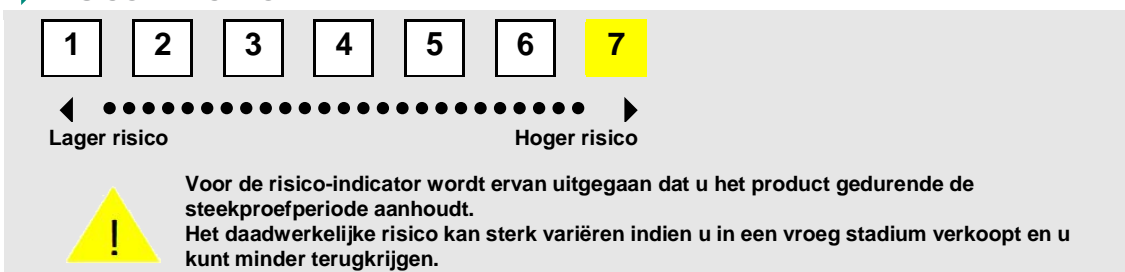 1 2 3 4 5 6 7
Lager risico Hoger risico
!
Voor de risico-indicator wordt ervan uitgegaan dat u het product gedurende de
steekproefperiode aanhoudt.
Het daadwerkelijke risico kan sterk variëren indien u in een vroeg stadium verkoopt en u
kunt minder terugkrijgen.